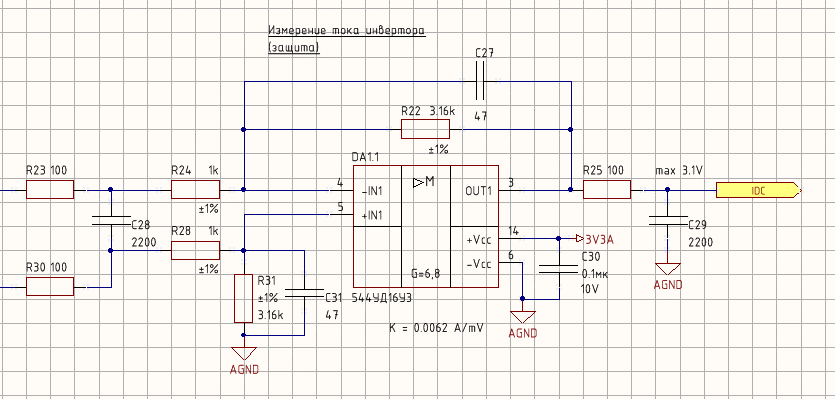 Измерение тока инвертора
(защита)
C27
47
R22 3.16k
±1%
DA1.1
R23 100
R24 1k
±1%
C28
2200
R28 1k
±1%
R30 100
R31
±1%
3.16k
C31
47
4
5
-IN1
+IN1
▷M
OUT1
3
+Vcc
14
-Vcc
6
G=6,8
544УД16У3
K = 0.0062 A/mV
3V3A
C30
0.1мк
10V
R25 100
max 3.1V
IDC
C29
2200
AGND
AGND
AGND